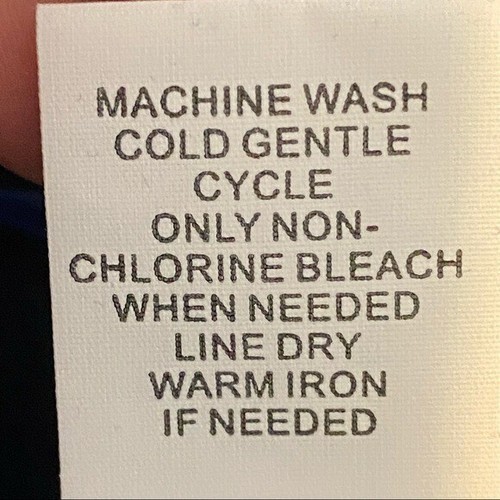 MACHINE WASH
COLD GENTLE
CYCLE
ONLY NON-
CHLORINE BLEACH
WHEN NEEDED
LINE DRY
WARM IRON
IF NEEDED